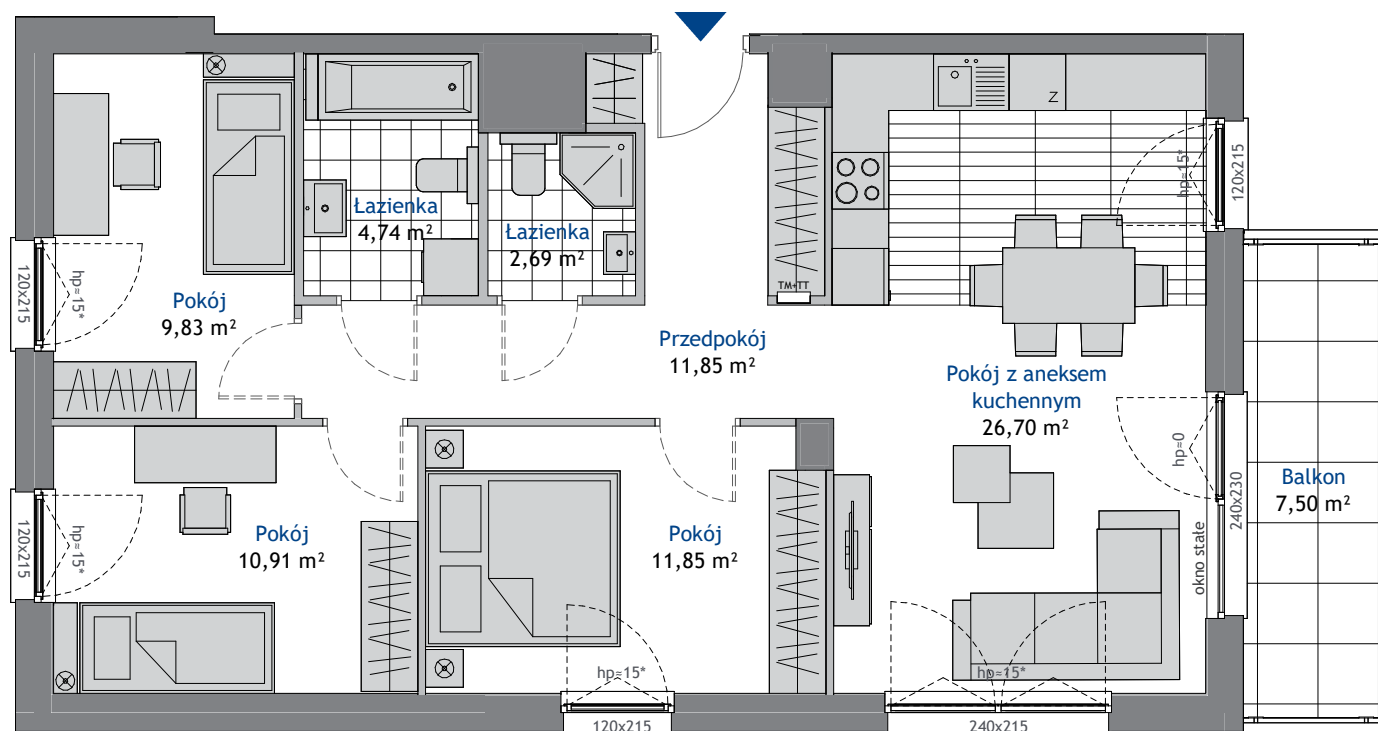 Z
120x215
hp≈15*
Łazienka
4,74 m²
Łazienka
2,69 m²
120x215
hp≈15*
Pokój
9,83 m²
TM+TT
Przedpokój
11,85 m²
Pokój z aneksem
kuchennym
26,70 m²
hp≈0
240x230
okno stałe
Balkon
7,50 m²
120x215
hp≈15*
Pokój
10,91 m²
Pokój
11,85 m²
hp≈15*
120x215
hp≈15*
240x215